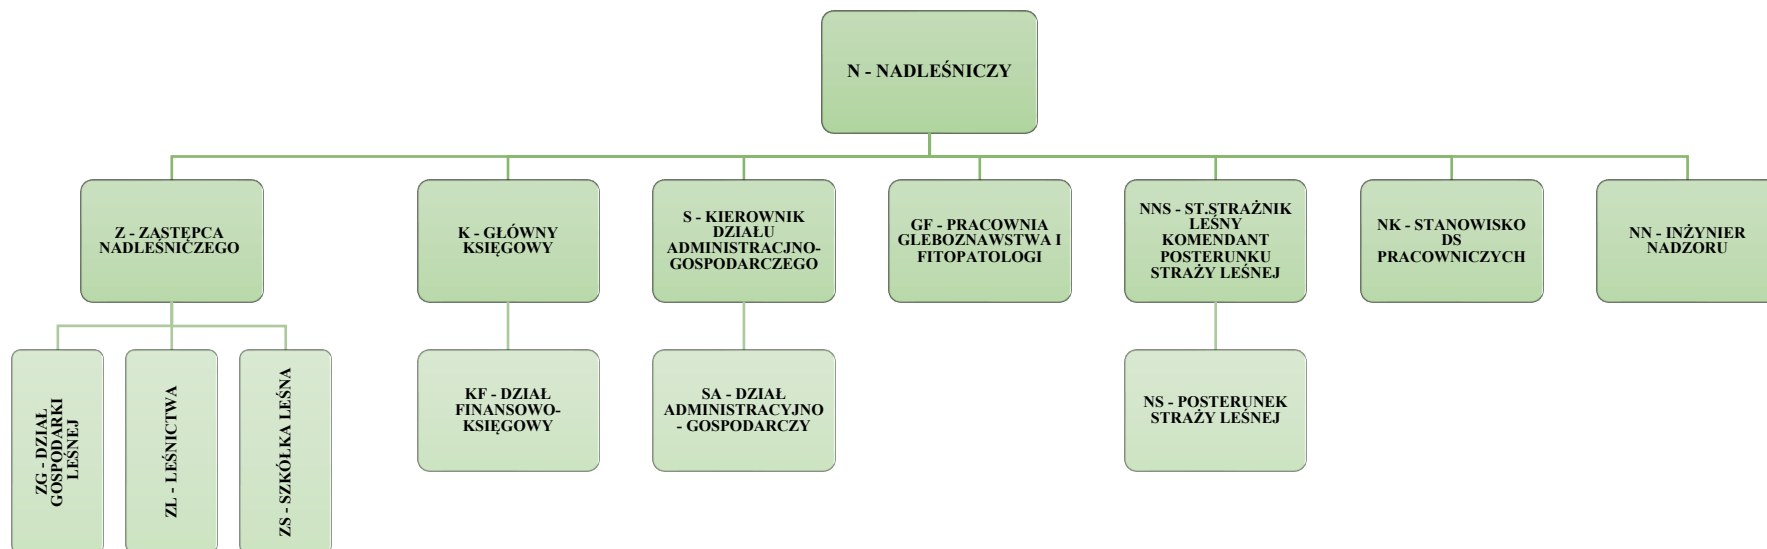 N - NADLEŚNICZY
Z - ZASTĘPCA
NADLEŚNICZEGO
K - GŁÓWNY
KSIĘGOWY
S - KIEROWNIK
DZIAŁU
ADMINISTRACJNO-
GOSPODARCZEGO
GF - PRACOWNIA
GLEBOZNAWSTWA I
FITOPATOLOGI
NNS - ST.STRAŻNIK
LEŚNY
KOMENDANT
POSTERUNKU
STRAŻY LEŚNEJ
NK - STANOWISKO
DS
PRACOWNICZYCH
NN - INŻYNIER
NADZORU
ZG - DZIAŁ
GOSPODARKI
LEŚNEJ
ZL - LEŚNICTWA
ZS - SZKÓŁKA LEŚNA
KF - DZIAŁ
FINANSOWO-
KSIĘGOWY
SA - DZIAŁ
ADMINISTRACYJNO
- GOSPODARCZY
NS - POSTERUNEK
STRAŻY LEŚNEJ